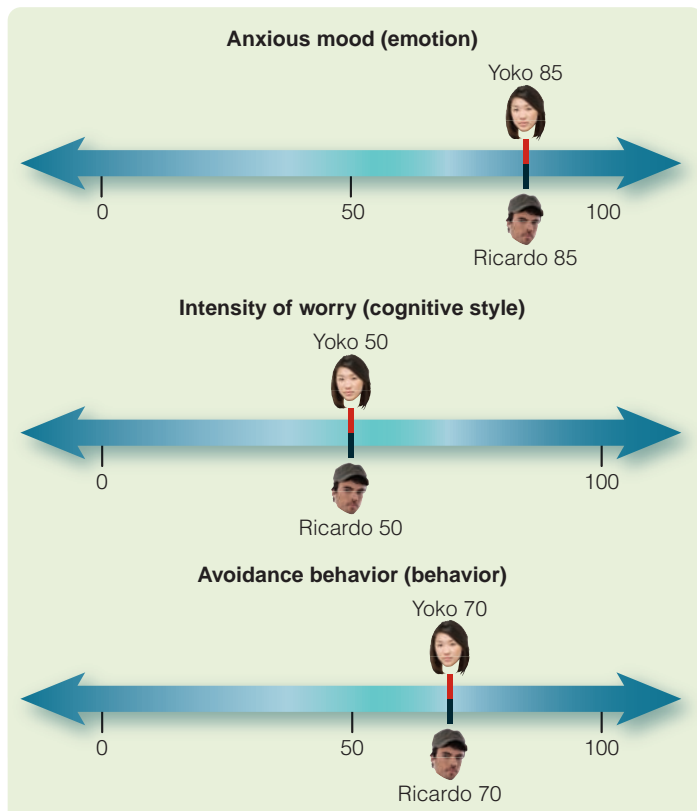 Anxious mood (emotion)
Yoko 85
0
50
100
Ricardo 85
Intensity of worry (cognitive style)
Yoko 50
0
100
Ricardo 50
Avoidance behavior (behavior)
Yoko 70
0
50
100
Ricardo 70